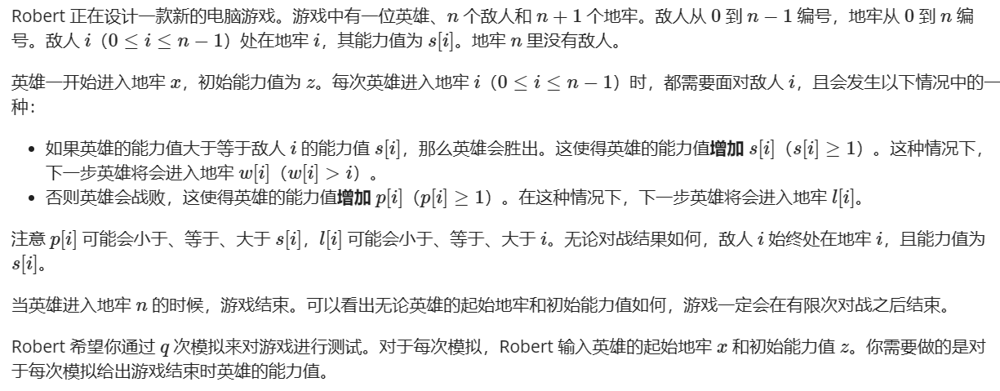 Robert 正在设计一款新的电脑游戏。游戏中有一位英雄、n 个敌人和 n + 1 个地牢。敌人从 0 到 n − 1 编号，地牢从 0 到 n 编
号。敌人 i（0 ≤ i ≤ n − 1）处在地牢 i，其能力值为 s[i]。地牢 n 里没有敌人。
英雄一开始进入地牢 x，初始能力值为 z。每次英雄进入地牢 i（0 ≤ i ≤ n − 1）时，都需要面对敌人 i，且会发生以下情况中的一
种：
• 如果英雄的能力值大于等于敌人 i 的能力值 s[i]，那么英雄会胜出。这使得英雄的能力值增加 s[i]（s[i] ≥ 1）。这种情况下，
下一步英雄将会进入地牢 w[i]（w[i] > i）。
• 否则英雄会战败，这使得英雄的能力值增加 p[i]（p[i] ≥ 1）。在这种情况下，下一步英雄将会进入地牢 l[i]。
注意 p[i] 可能会小于、等于、大于 s[i]，l[i] 可能会小于、等于、大于 i。无论对战结果如何，敌人 i 始终处在地牢 i，且能力值为
s[i]。
当英雄进入地牢 n 的时候，游戏结束。可以看出无论英雄的起始地牢和初始能力值如何，游戏一定会在有限次对战之后结束。
Robert 希望你通过 q 次模拟来对游戏进行测试。对于每次模拟，Robert 输入英雄的起始地牢 x 和初始能力值 z。你需要做的是对
于每次模拟给出游戏结束时英雄的能力值。